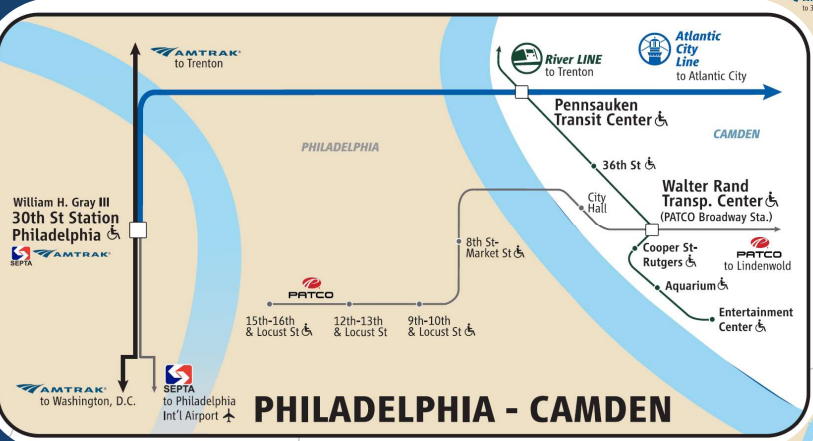 to 3
AMTRAK
to Trenton
River LINE
to Trenton
Atlantic
City
Line
to Atlantic City
Pennsauken
Transit Center
CAMDEN
PHILADELPHIA
36th St
William H. Gray III
30th St Station
Philadelphia
SEPTA AMTRAK
City
Hall
Walter Rand
Transp. Center
(PATCO Broadway Sta.)
8th St-
Market St
Cooper St-
Rutgers
PATCO
to Lindenwold
Aquarium
PATCO
15th-16th
& Locust St
12th-13th
& Locust St
9th-10th
& Locust St
Entertainment
Center
AMTRAK
to Washington, D.C.
SEPTA
to Philadelphia
Int'l Airport
PHILADELPHIA - CAMDEN